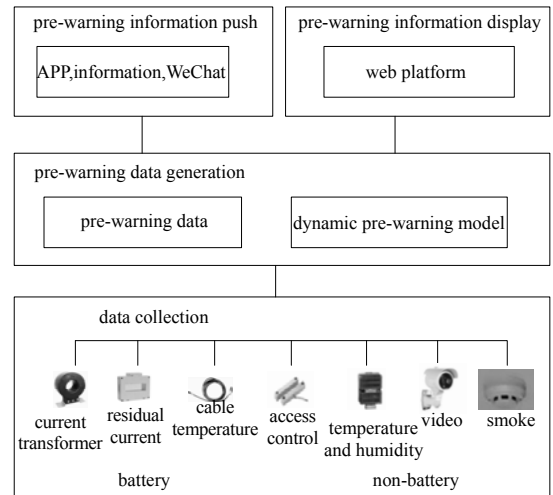 pre-warning information push
APP,information,WeChat
pre-warning information display
web platform
pre-warning data generation
pre-warning data
dynamic pre-warning model
data collection
current
transformer
residual
current
cable
temperature
access
control
temperature
and humidity
video
smoke
battery
non-battery